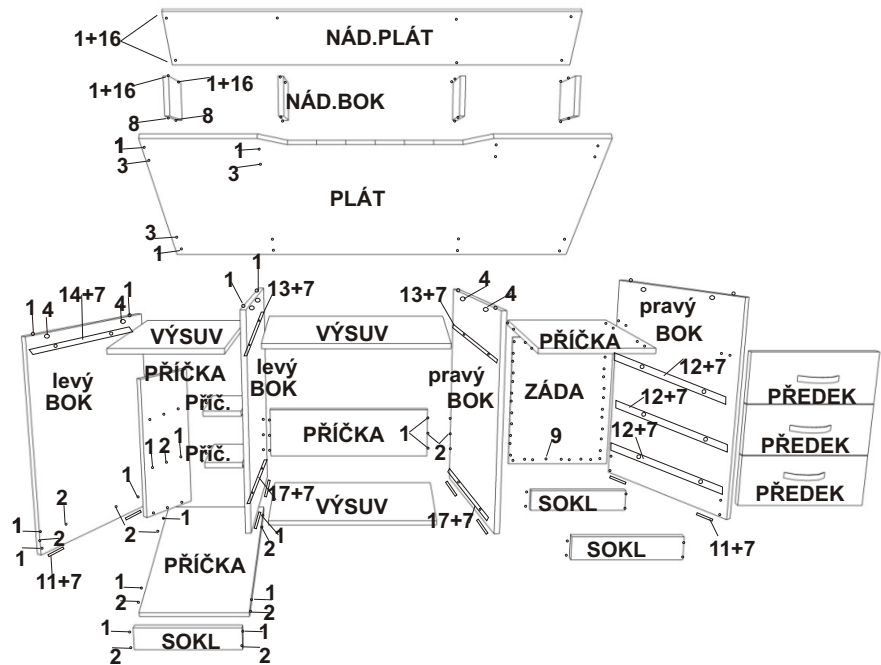 NÁD.PLÁT
1+16
1+16
1+16
NÁD.BOK
8
8
1
1
3
3
PLÁT
3
1
1
1
13+7
14+7
1
4
4
1
13+7
4
4
pravý
BOK
VÝSUV
VÝSUV
PŘÍČKA
levý
BOK
PŘÍČKA
levý
BOK
pravý
BOK
ZÁDA
12+7
12+7
12+7
PŘEDEK
PŘEDEK
PŘEDEK
Příč.
Příč.
PŘÍČKA
1
2
1
2
1
9
1
2
17+7
VÝSUV
17+7
SOKL
1
2
1
11+7
2
1
1
2
11+7
SOKL
PŘÍČKA
1
2
1
2
1
2
SOKL
1
2